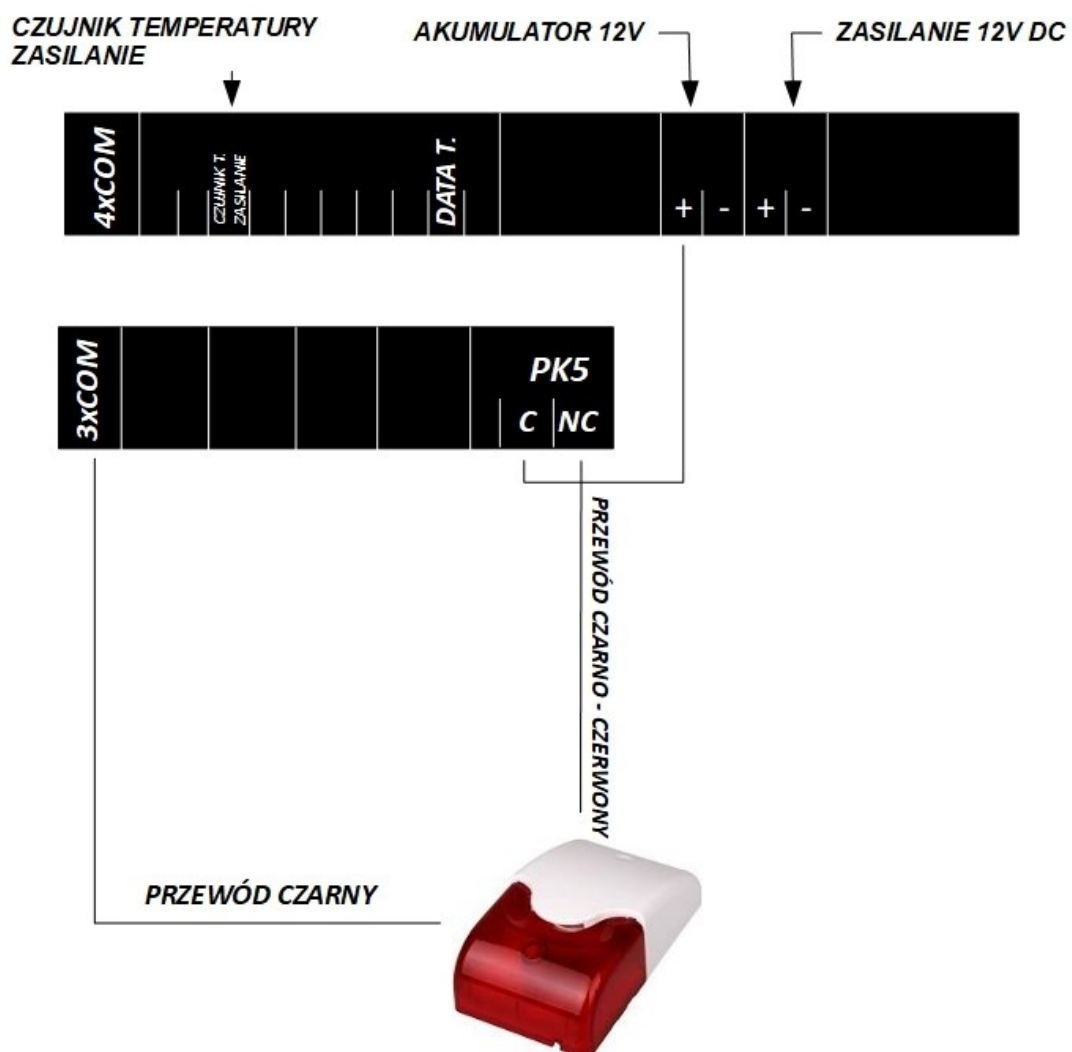 CZUJNIK TEMPERATURY
ZASILANIE
AKUMULATOR 12V
ZASILANIE 12V DC
4xCOM
CZUJNIK T.
ZASILANIE
DATA T.
+ - + -
3xCOM
PK5
C NC
PRZEWÓD CZARNO - CZERWONY
PRZEWÓD CZARNY